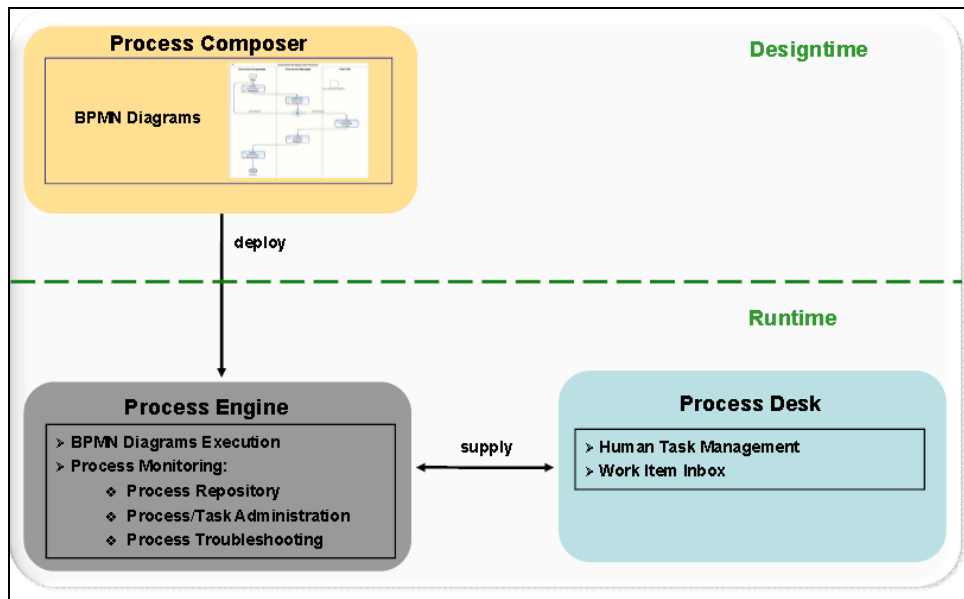 Process Composer
Designtime
BPMN Diagrams
deploy
Runtime
Process Engine
➢ BPMN Diagrams Execution
➢ Process Monitoring:
❖ Process Repository
❖ Process/Task Administration
❖ Process Troubleshooting
supply
Process Desk
➢ Human Task Management
➢ Work Item Inbox